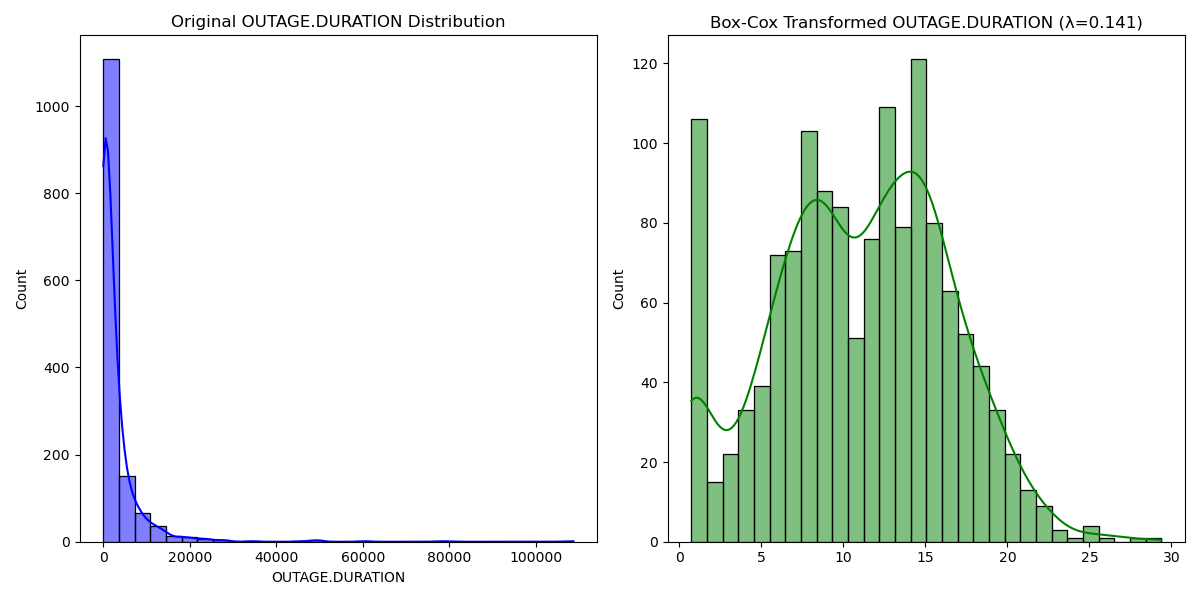 Original OUTAGE.DURATION Distribution
Count
1000
800
600
400
200
0
0 20000 40000 60000 80000 100000
OUTAGE.DURATION
Box-Cox Transformed OUTAGE.DURATION (λ=0.141)
Count
120
100
80
60
40
20
0
0 5 10 15 20 25 30